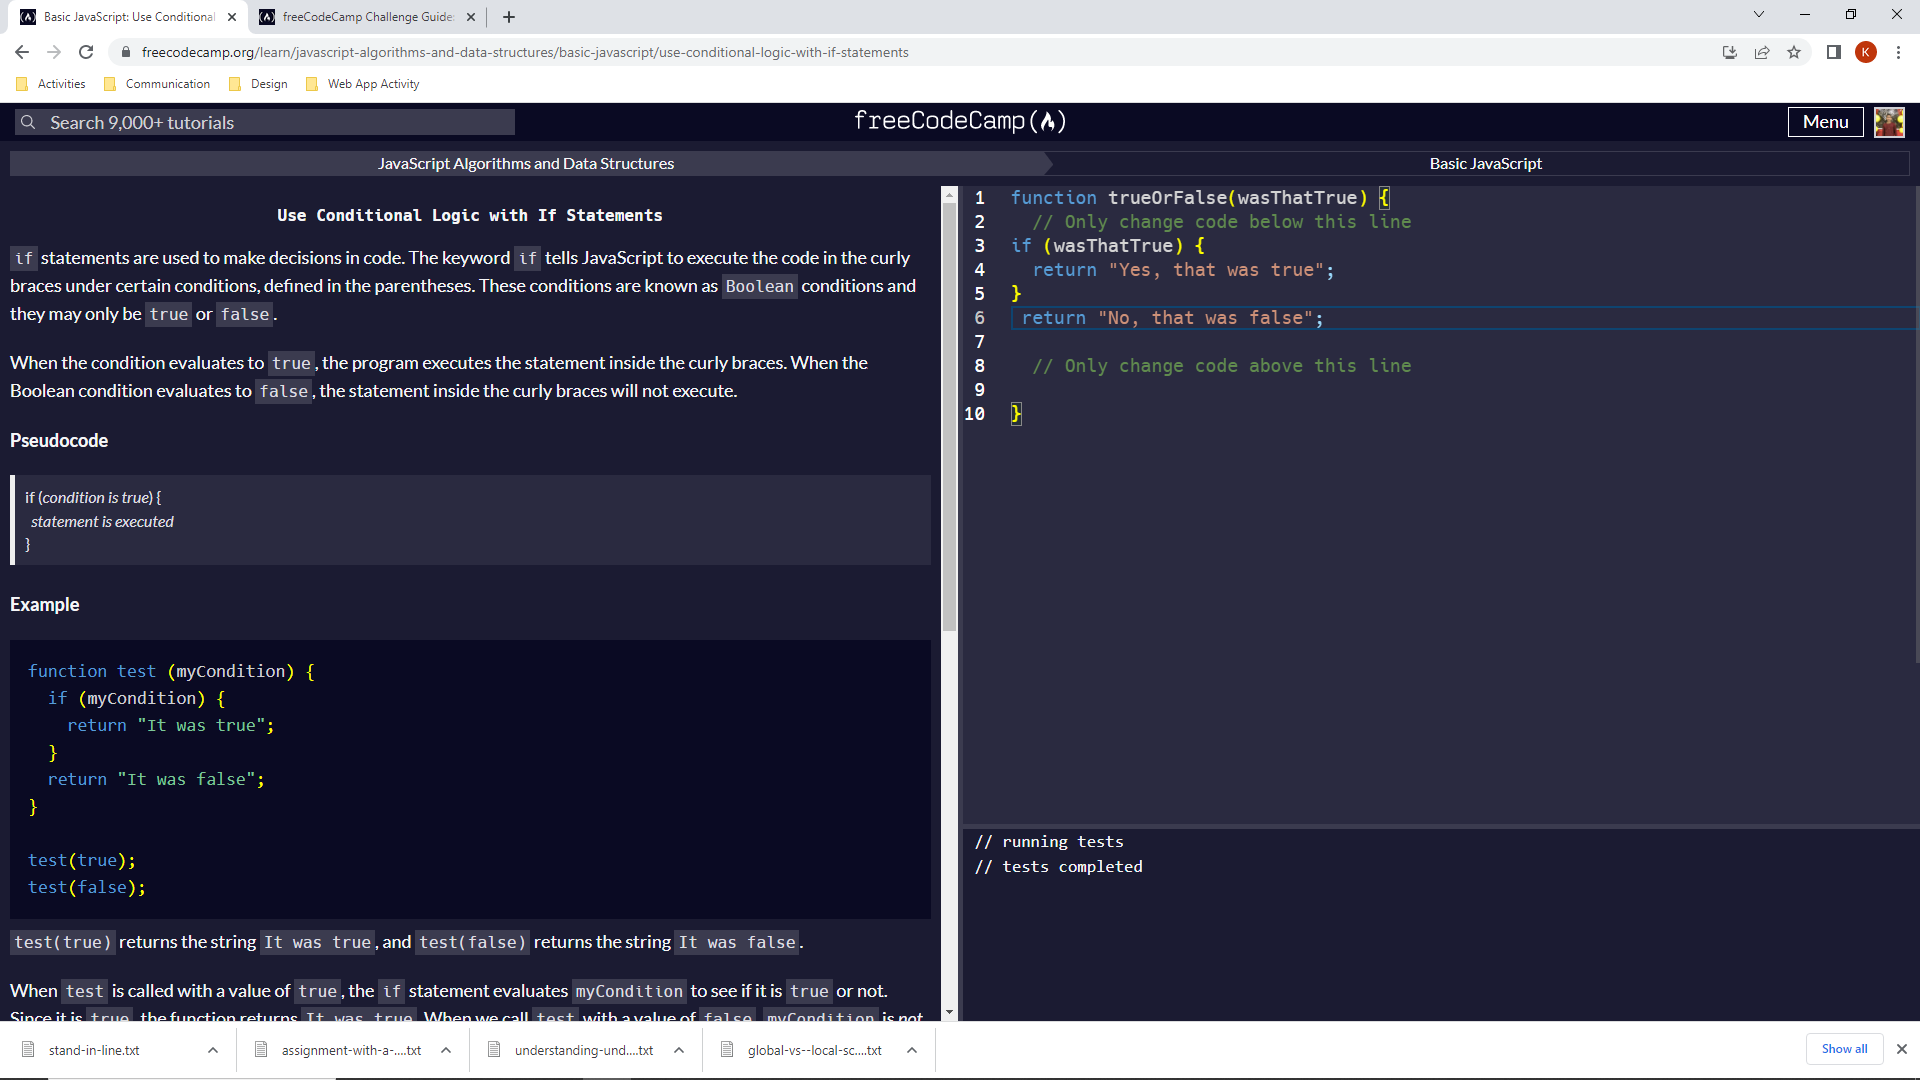 Basic JavaScript: Use Conditional
freeCodeCamp Challenge Guide:
freecodecamp.org/learn/javascript-algorithms-and-data-structures/basic-javascript/use-conditional-logic-with-if-statements
K
Activities
Communication
Design
Web App Activity
Search 9,000+ tutorials
freeCodeCamp
Menu
JavaScript Algorithms and Data Structures
Basic JavaScript
Use Conditional Logic with If Statements
if statements are used to make decisions in code. The keyword if tells JavaScript to execute the code in the curly
braces under certain conditions, defined in the parentheses. These conditions are known as Boolean conditions and
they may only be true or false.
When the condition evaluates to true, the program executes the statement inside the curly braces. When the
Boolean condition evaluates to false, the statement inside the curly braces will not execute.
Pseudocode
if (condition is true) {
statement is executed
}
Example
function test (myCondition) {
if (myCondition) {
return "It was true";
}
return "It was false";
}
test(true);
test(false);
test(true) returns the string It was true, and test(false) returns the string It was false.
When test is called with a value of true, the if statement evaluates myCondition to see if it is true or not.
Since it is true, the function returns It was true. When we call test with a value of false, myCondition is not
1 function trueOrFalse(wasThatTrue) {
2 // Only change code below this line
3 if (wasThatTrue) {
4 return "Yes, that was true";
5 }
6 return "No, that was false";
7
8 // Only change code above this line
9
10 }
// running tests
// tests completed
stand-in-line.txt
assignment-with-a-....txt
understanding-und....txt
global-vs--local-sc....txt
Show all